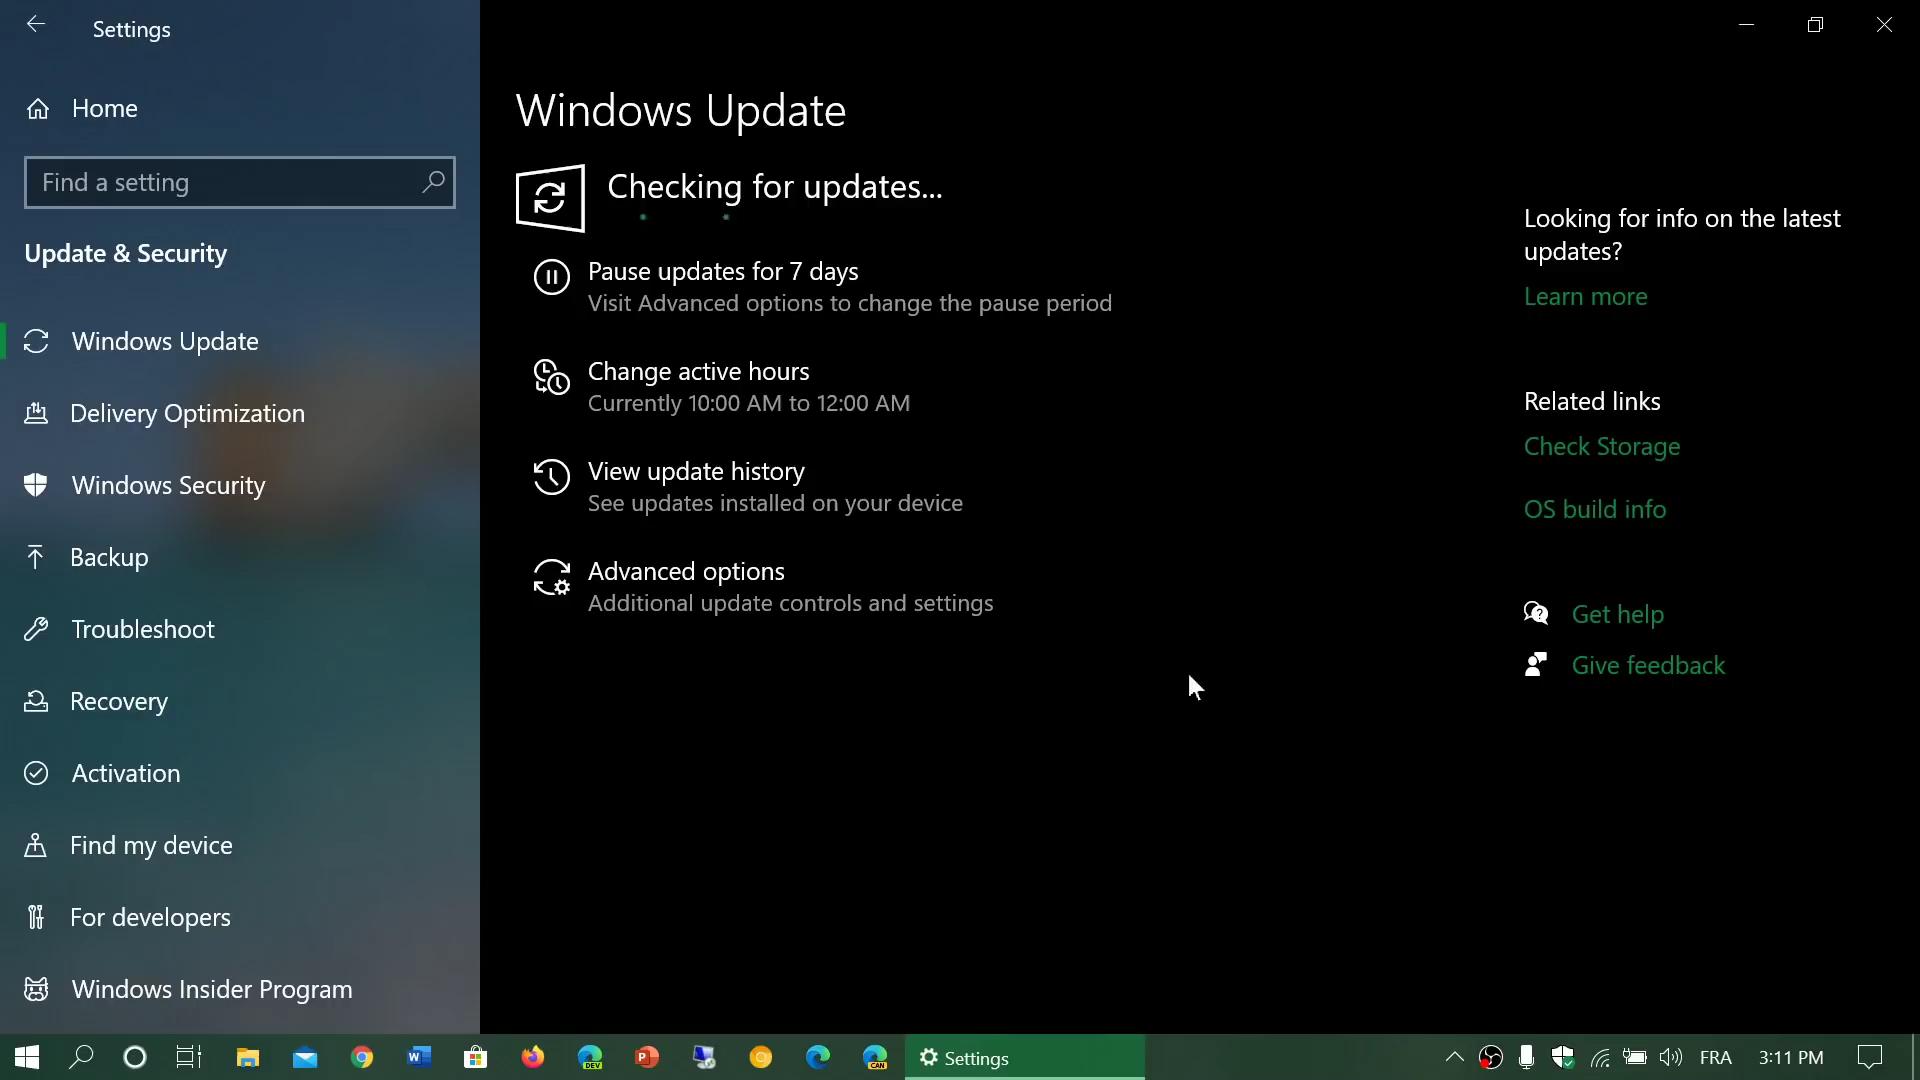 Settings
Home
Find a setting
Update & Security
Windows Update
Delivery Optimization
Windows Security
Backup
Troubleshoot
Recovery
Activation
Find my device
For developers
Windows Insider Program
Windows Update
Checking for updates...
Pause updates for 7 days
Visit Advanced options to change the pause period
Change active hours
Currently 10:00 AM to 12:00 AM
View update history
See updates installed on your device
Advanced options
Additional update controls and settings
Looking for info on the latest
updates?
Learn more
Related links
Check Storage
OS build info
Get help
Give feedback
W
DEV
P
CAN
Settings
FRA
3:11 PM